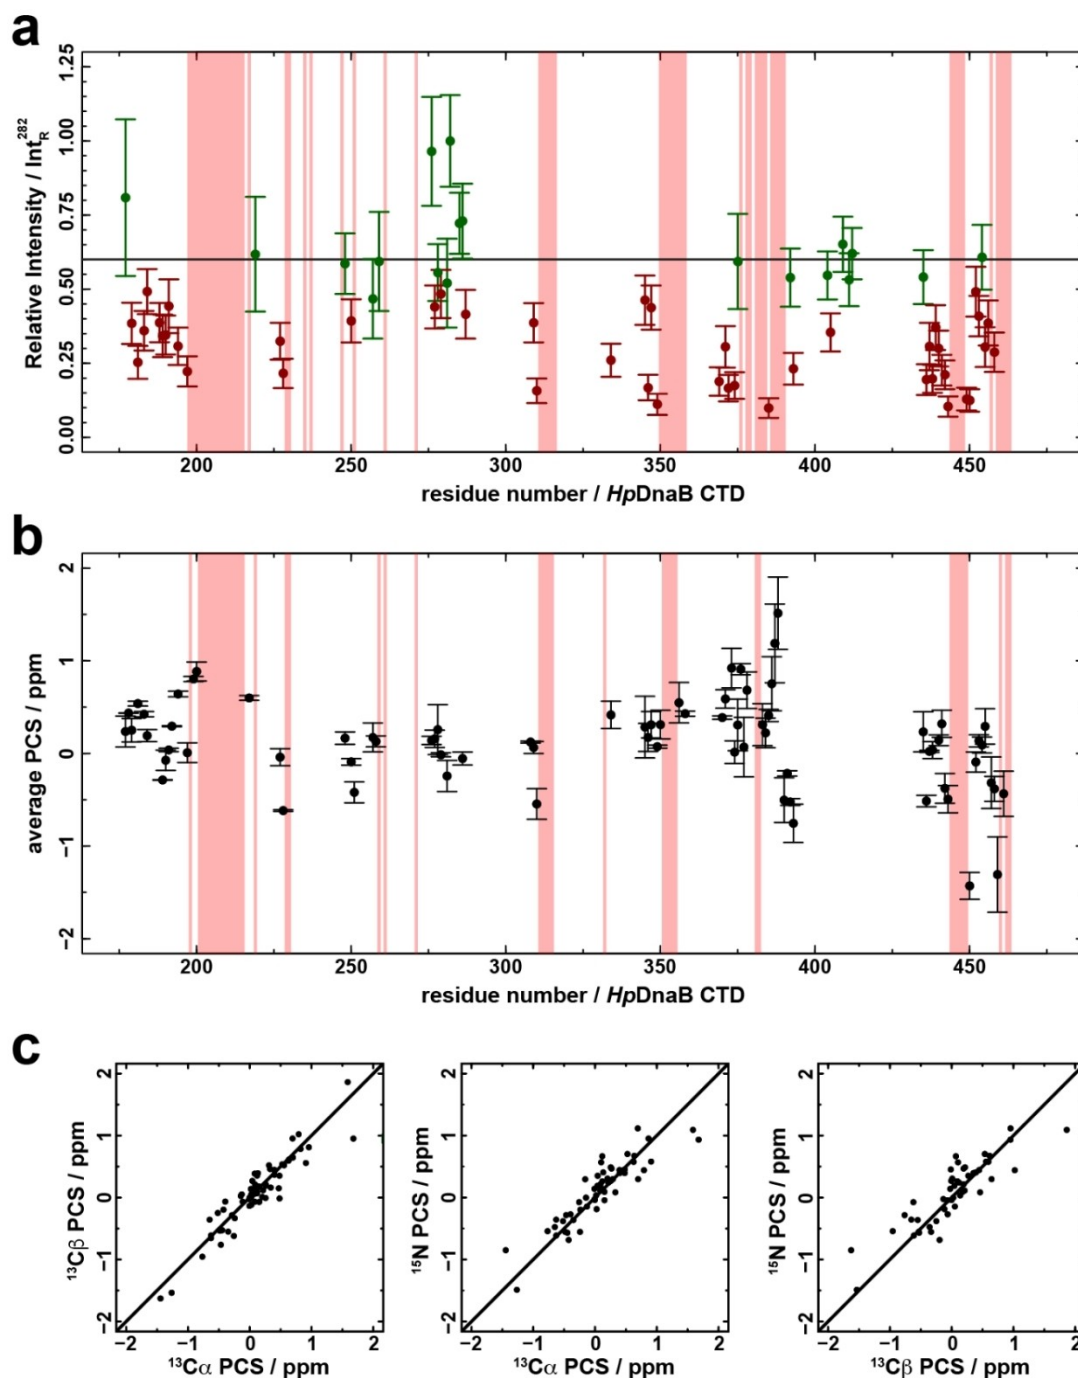 a
1.25
1.00
0.75
0.50
0.25
0.00
Relative Intensity / Int_R^282
200 250 300 350 400 450
residue number / HpDnaB CTD
b
2
1
0
−1
−2
average PCS / ppm
200 250 300 350 400 450
residue number / HpDnaB CTD
c
2
1
0
−1
−2
¹³Cβ PCS / ppm
−2 −1 0 1 2
¹³Cα PCS / ppm
2
1
0
−1
−2
¹⁵N PCS / ppm
−2 −1 0 1 2
¹³Cα PCS / ppm
2
1
0
−1
−2
¹⁵N PCS / ppm
−2 −1 0 1 2
¹³Cβ PCS / ppm